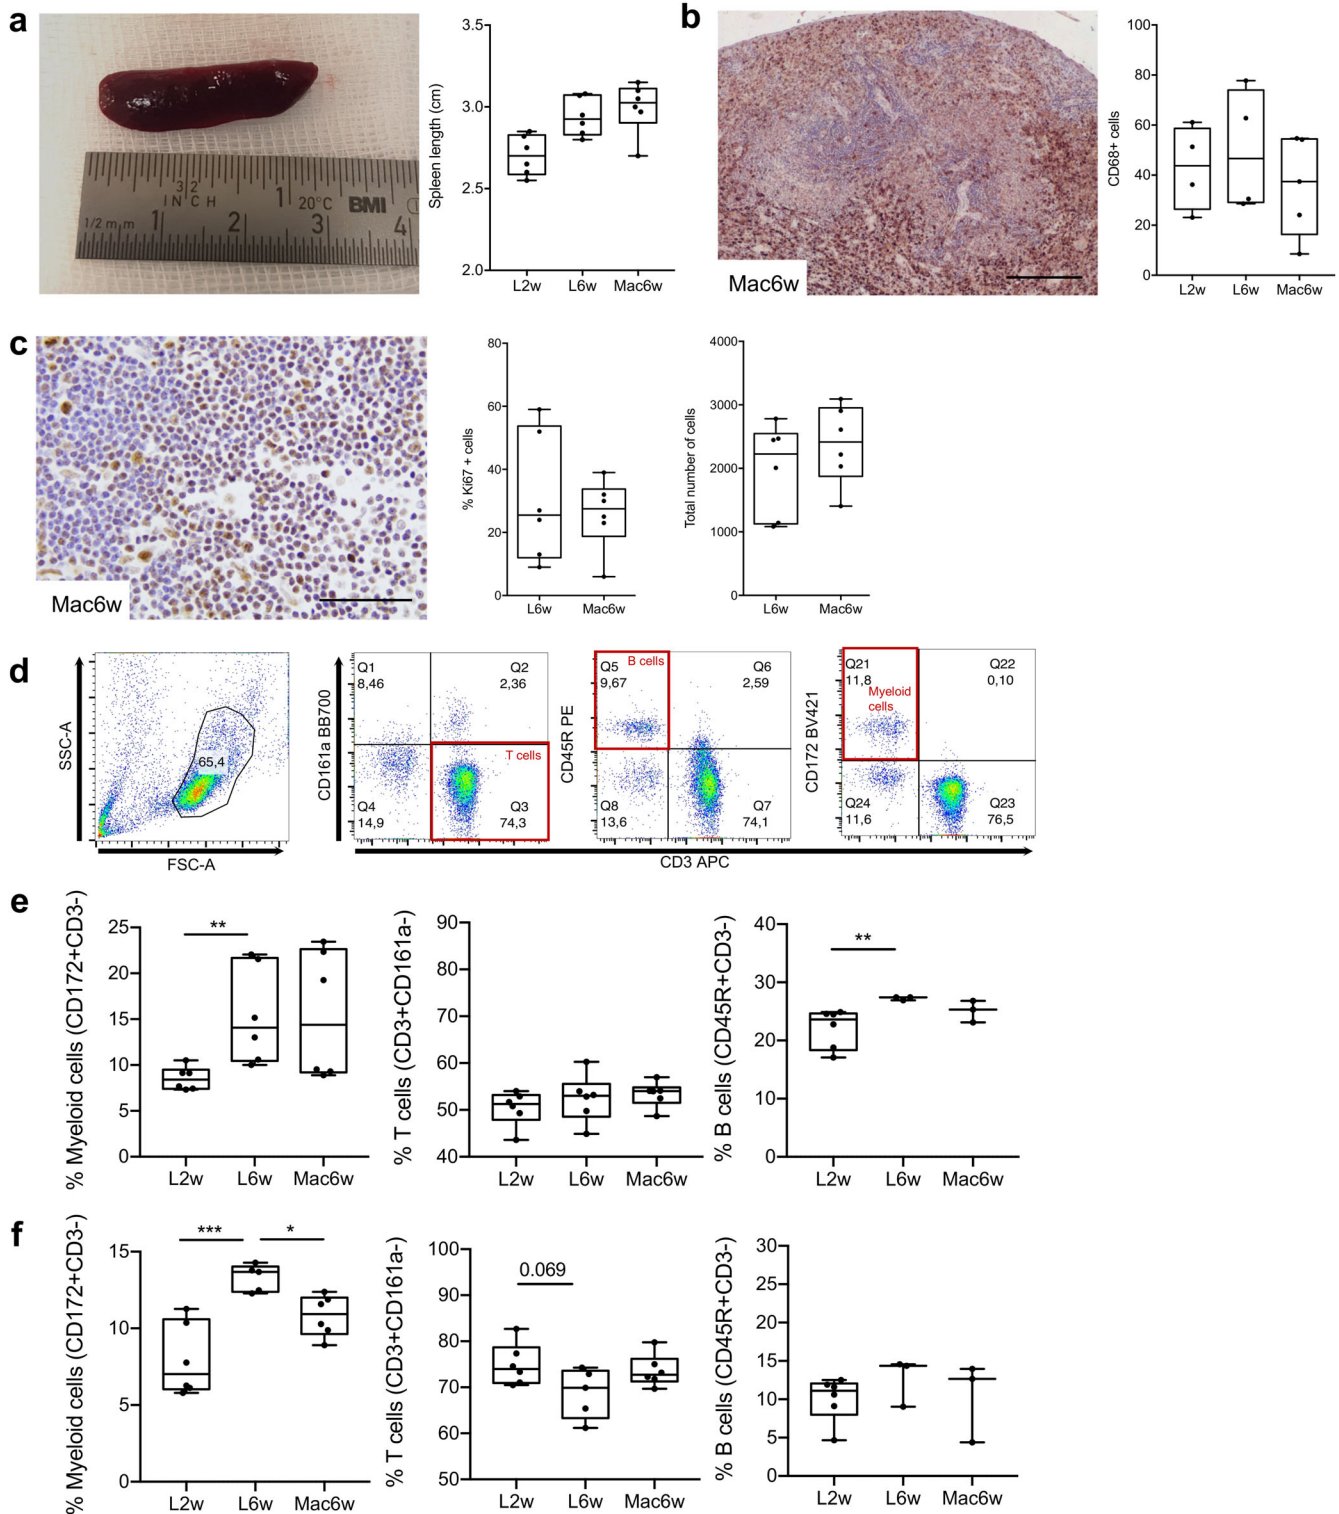 a
3 2
1
INCH
20°C
BMI
1/2 mm
1
2
3
4
Spleen length (cm)
3.5
3.0
2.5
2.0
L2w
L6w
Mac6w
b
Mac6w
CD68+ cells
100
80
60
40
20
0
L2w
L6w
Mac6w
c
Mac6w
% Ki67 + cells
80
60
40
20
0
L6w
Mac6w
Total number of cells
4000
3000
2000
1000
0
L6w
Mac6w
d
SSC-A
65,4
FSC-A
CD161a BB700
Q1
8,46
Q2
2,36
T cells
Q4
14,9
Q3
74,3
CD45R PE
Q5
9,67
B cells
Q6
2,59
Q8
13,6
Q7
74,1
CD172 BV421
Q21
11,8
Myeloid
cells
Q22
0,10
Q24
11,6
Q23
76,5
CD3 APC
e
% Myeloid cells (CD172+CD3-)
25
20
15
10
5
0
**
L2w
L6w
Mac6w
% T cells (CD3+CD161a-)
90
80
70
60
50
40
L2w
L6w
Mac6w
% B cells (CD45R+CD3-)
40
30
20
10
0
**
L2w
L6w
Mac6w
f
% Myeloid cells (CD172+CD3-)
15
10
5
0
***
*
L2w
L6w
Mac6w
% T cells (CD3+CD161a-)
100
90
80
70
60
50
0.069
L2w
L6w
Mac6w
% B cells (CD45R+CD3-)
30
25
20
15
10
5
0
L2w
L6w
Mac6w